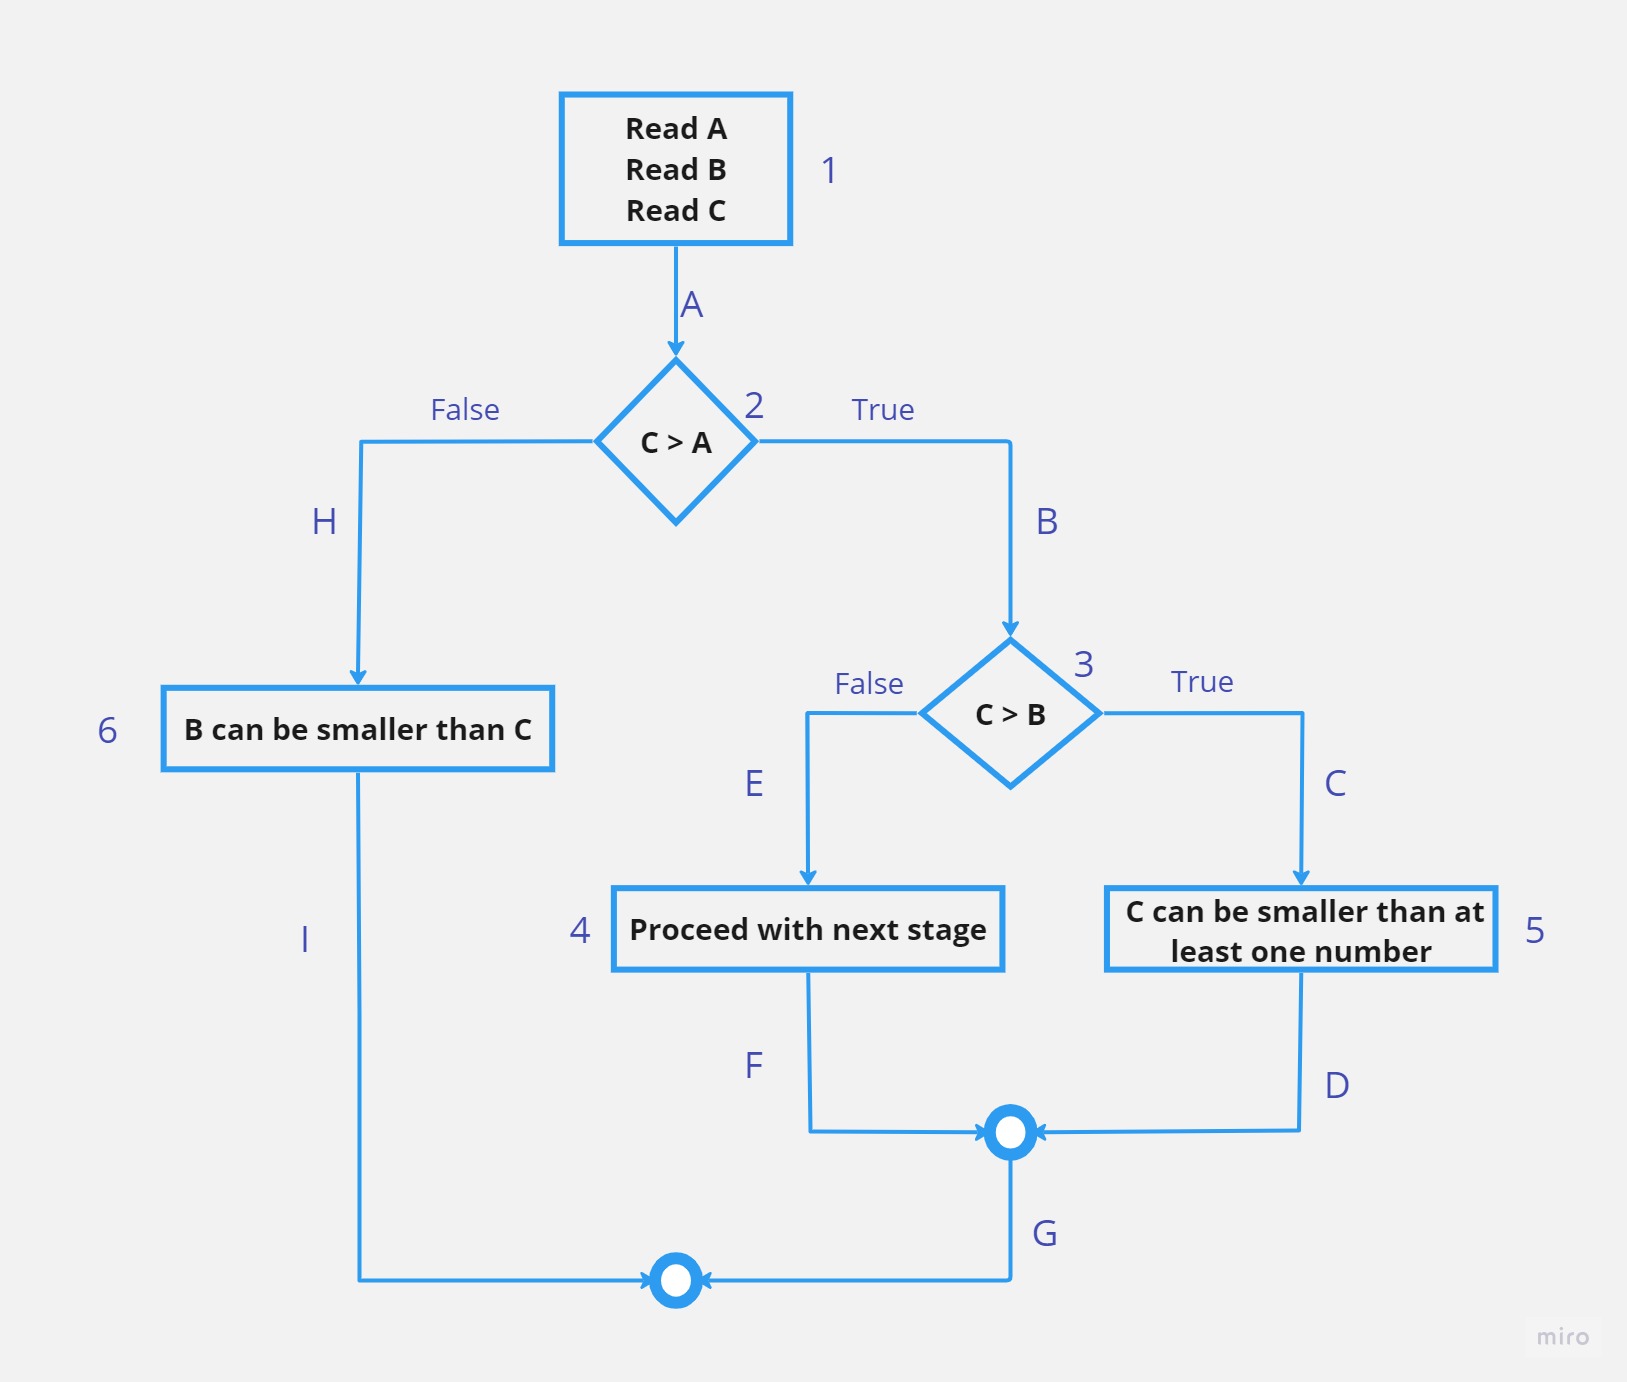 Read A
Read B
Read C
1
A
False
2
True
C > A
H
B
False
3
True
C > B
6
B can be smaller than C
E
C
4
Proceed with next stage
C can be smaller than at
least one number
5
I
F
D
G
miro